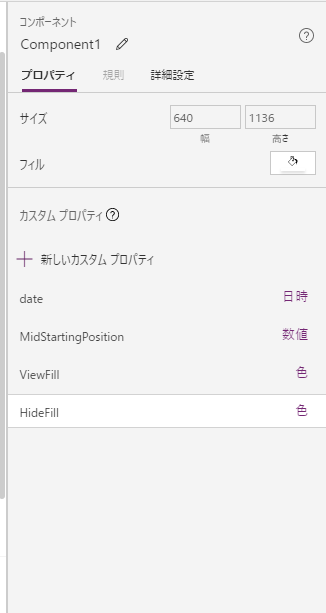 コンポーネント
Component1
プロパティ 規則 詳細設定
サイズ 640 1136
幅 高さ
フィル
カスタム プロパティ
新しいカスタム プロパティ
date 日時
MidStartingPosition 数値
ViewFill 色
HideFill 色